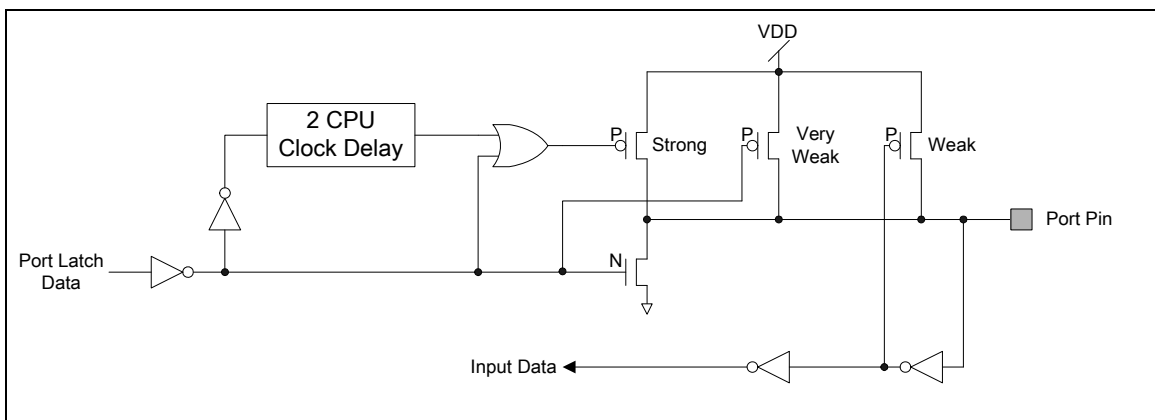 VDD
2 CPU
Clock Delay
P
Strong
P
Very
Weak
P
Weak
Port Pin
Port Latch
Data
N
Input Data